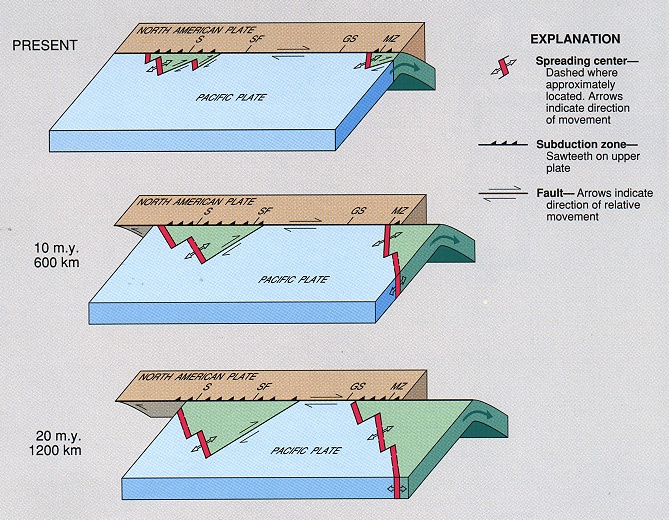 PRESENT
NORTH AMERICAN PLATE
S
SF
GS
MZ
PACIFIC PLATE
10 m.y.
600 km
NORTH AMERICAN PLATE
S
SF
GS
MZ
PACIFIC PLATE
20 m.y.
1200 km
NORTH AMERICAN PLATE
S
SF
GS
MZ
PACIFIC PLATE
EXPLANATION
Spreading center—
Dashed where
approximately
located. Arrows
indicate direction
of movement
Subduction zone—
Sawteeth on upper
plate
Fault— Arrows indicate
direction of relative
movement